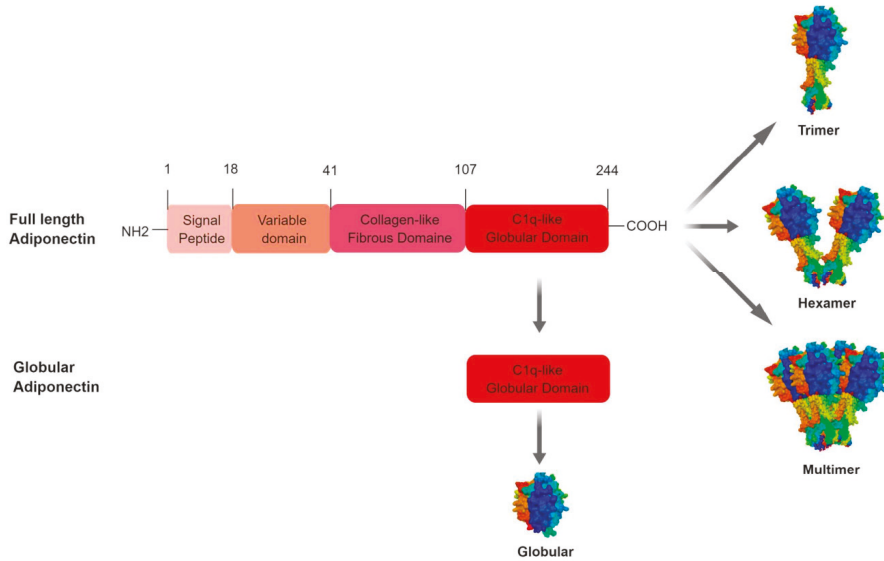 Trimer
1 18 41 107 244
Full length
Adiponectin
NH2
Signal
Peptide
Variable
domain
Collagen-like
Fibrous Domaine
C1q-like
Globular Domain
COOH
Hexamer
Globular
Adiponectin
C1q-like
Globular Domain
Multimer
Globular